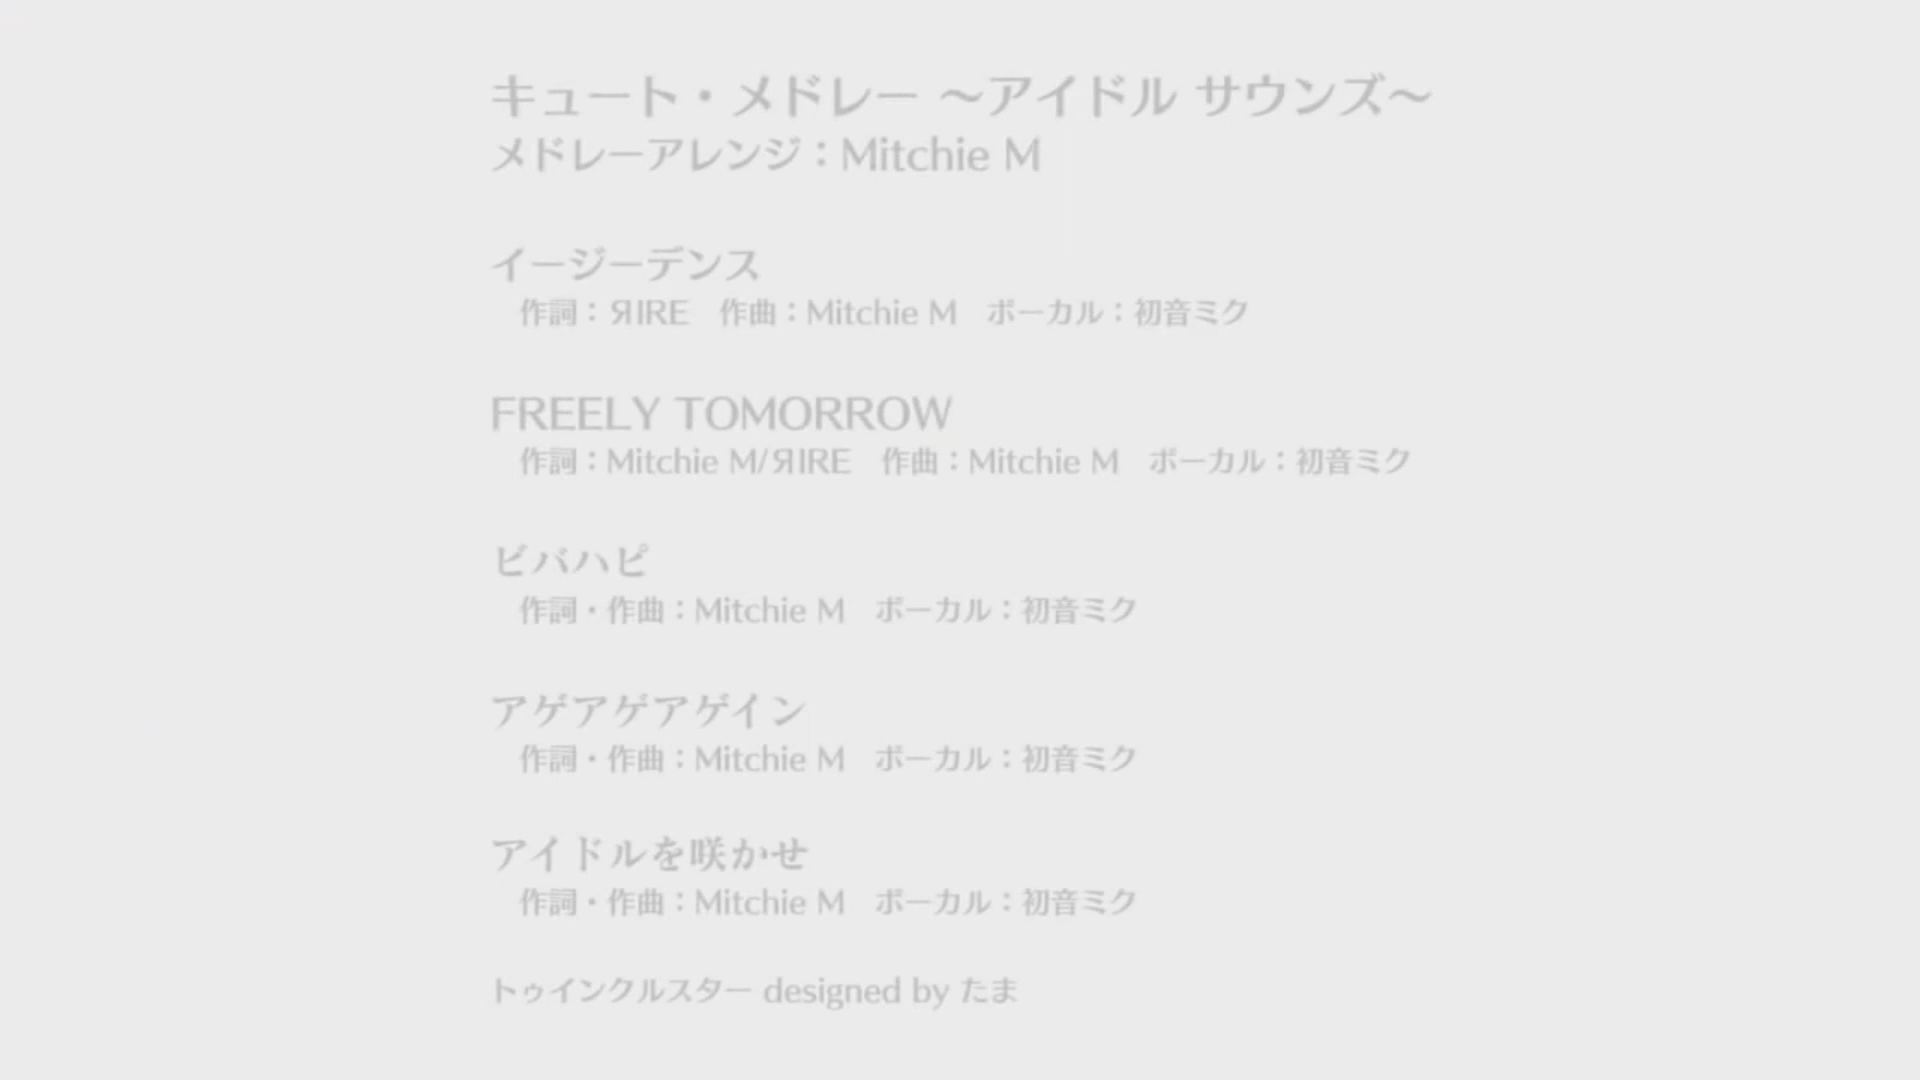 キュート・メドレー ～アイドル サウンズ～
メドレーアレンジ：Mitchie M
イージーデンス
作詞：ЯIRE 作曲：Mitchie M ボーカル：初音ミク
FREELY TOMORROW
作詞：Mitchie M/ЯIRE 作曲：Mitchie M ボーカル：初音ミク
ビバハピ
作詞・作曲：Mitchie M ボーカル：初音ミク
アゲアゲアゲイン
作詞・作曲：Mitchie M ボーカル：初音ミク
アイドルを咲かせ
作詞・作曲：Mitchie M ボーカル：初音ミク
トゥインクルスター designed by たま